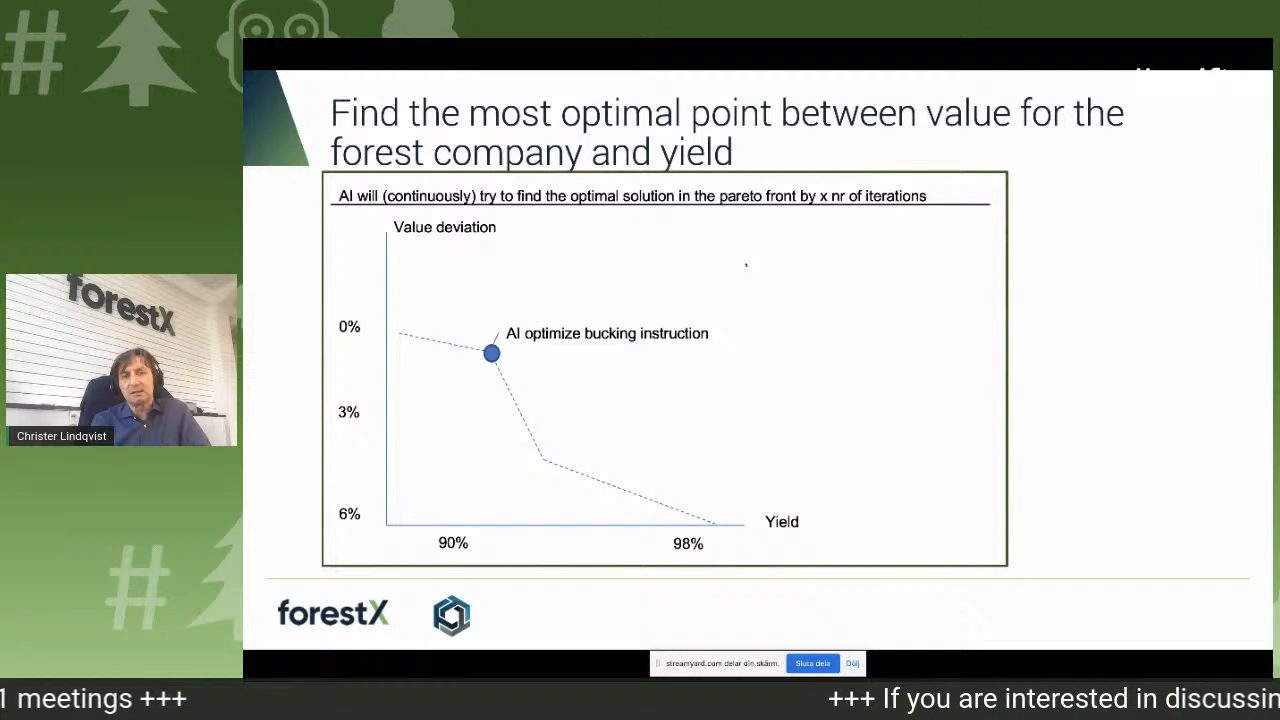 Find the most optimal point between value for the
forest company and yield
AI will (continuously) try to find the optimal solution in the pareto front by x nr of iterations
Value deviation
0%
AI optimize bucking instruction
3%
6%
Yield
90%
98%
forestX
Christer Lindqvist
forestX
streamyard.com delar din skärm.
Sluta dela
Dölj
1 meetings +++
+++ If you are interested in discussin